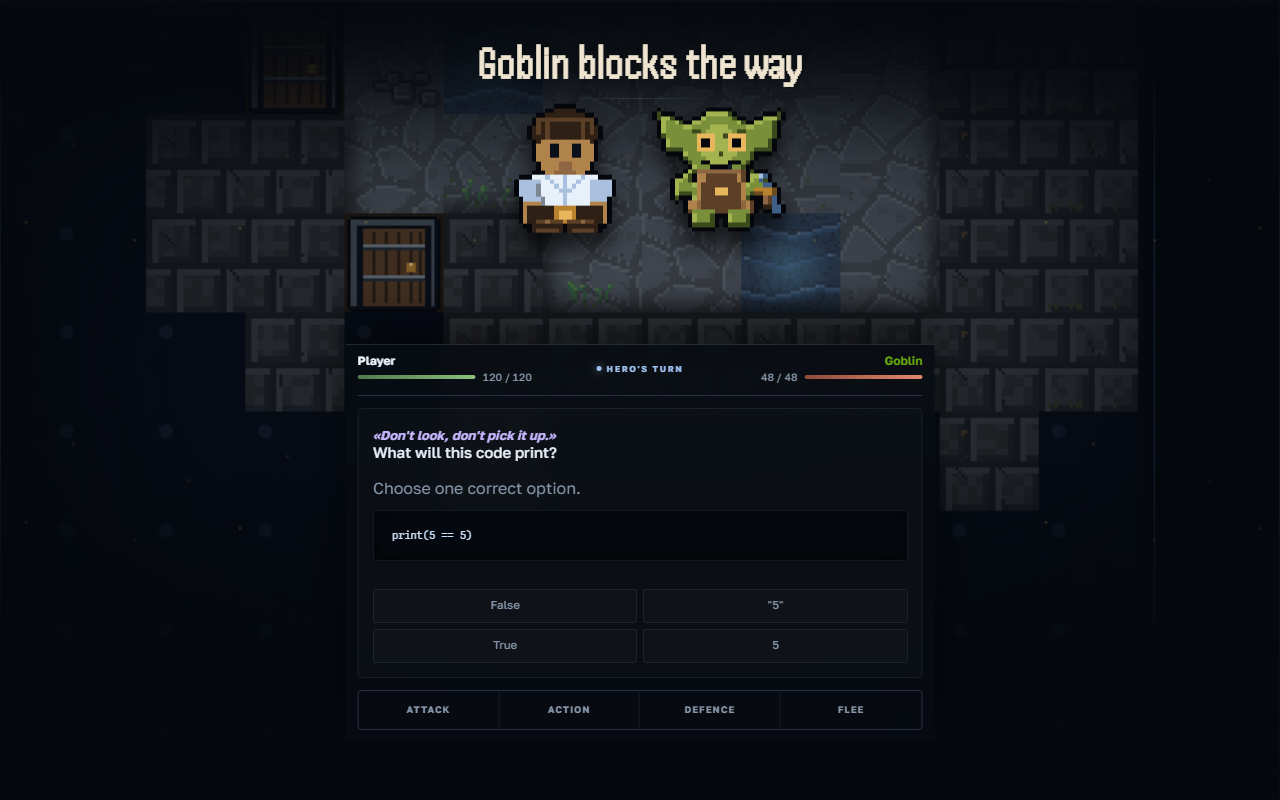 Goblin blocks the way
Player
Goblin
120 / 120
HERO'S TURN
48 / 48
«Don't look, don't pick it up.»
What will this code print?
Choose one correct option.
print(5 == 5)
False
"5"
True
5
ATTACK
ACTION
DEFENCE
FLEE